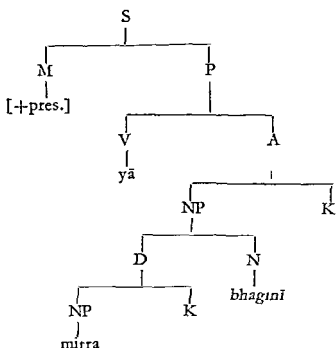 S
M P
[+pres.]
V A
yā
NP K
D N
bhaginī
NP K
mitra